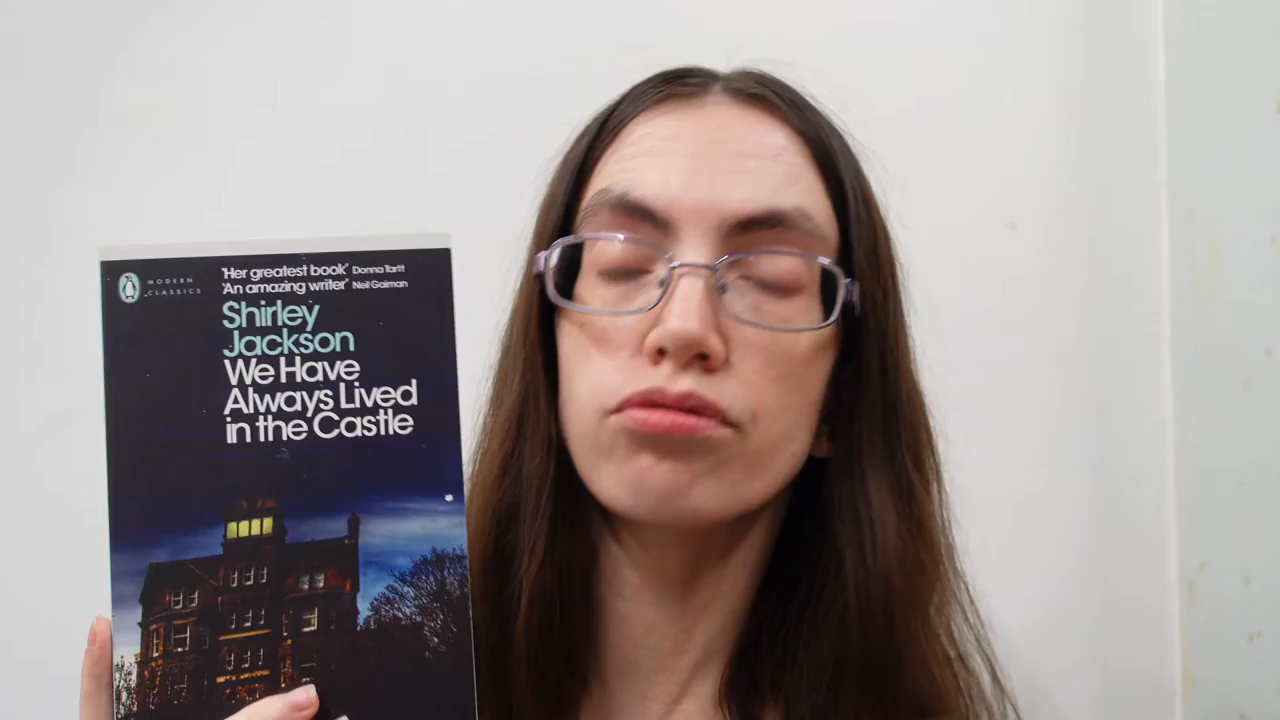 MODERN
CLASSICS
'Her greatest book' Donna Tartt
'An amazing writer' Neil Gaiman
Shirley
Jackson
We Have
Always Lived
in the Castle